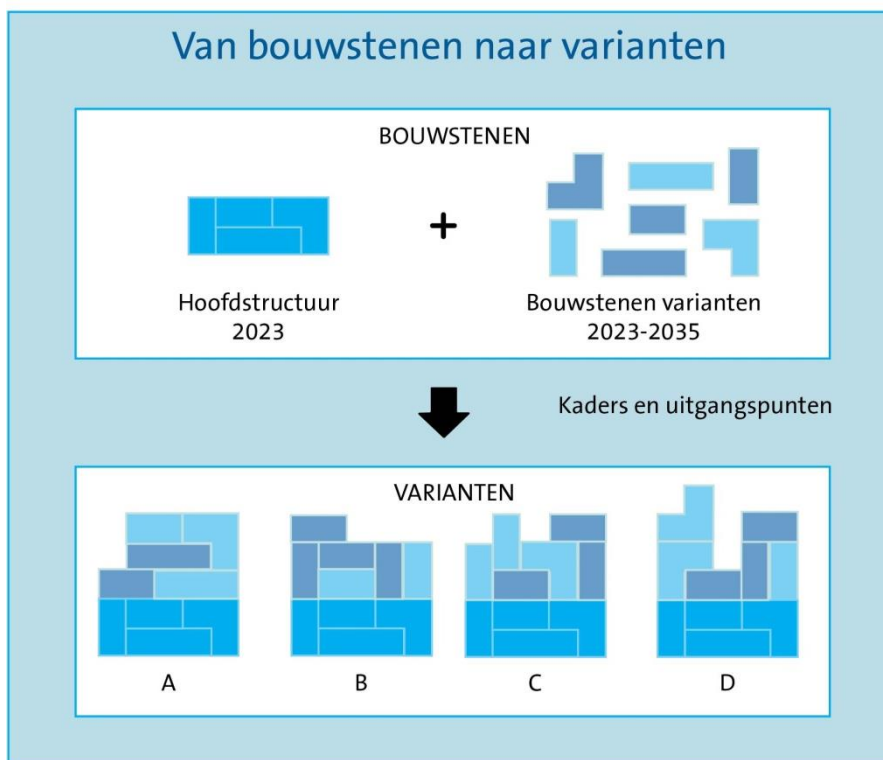 Van bouwstenen naar varianten
BOUWSTENEN
+
Hoofdstructuur
2023
Bouwstenen varianten
2023-2035
Kaders en uitgangspunten
VARIANTEN
A
B
C
D